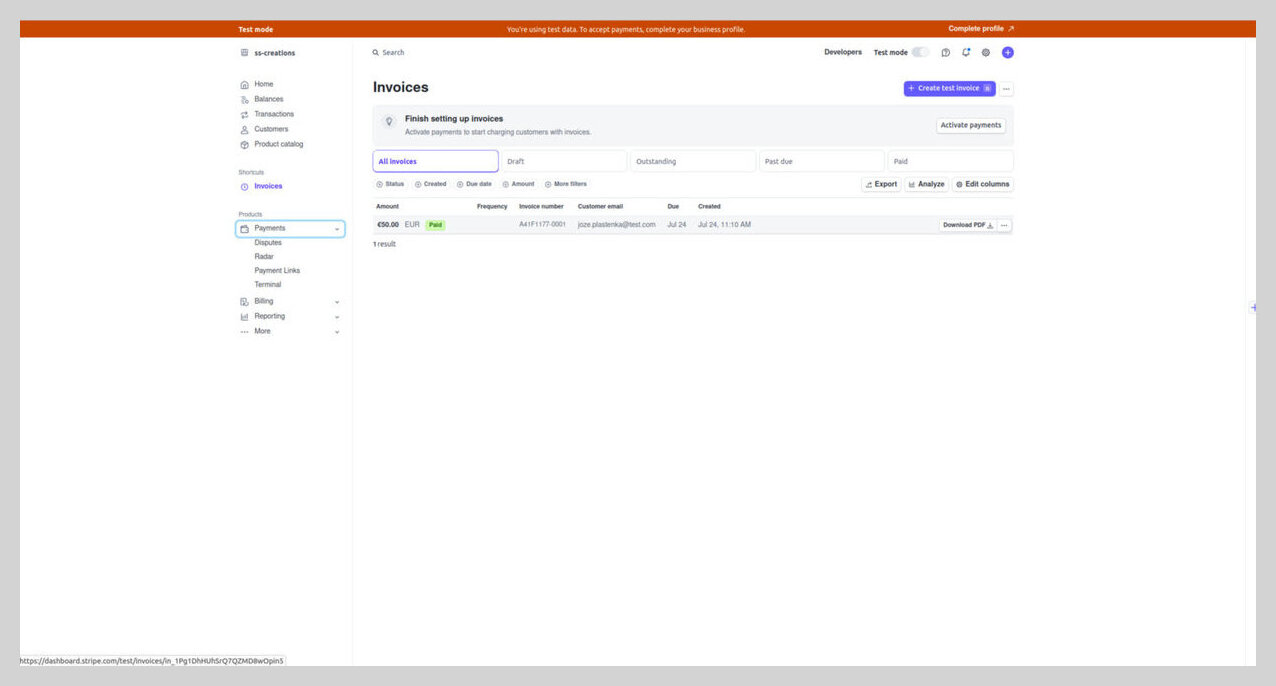 Test mode
You're using test data. To accept payments, complete your business profile.
Complete profile
ss-creations
Search
Developers
Test mode
Home
Balances
Transactions
Customers
Product catalog
Shortcuts
Invoices
Products
Payments
Disputes
Radar
Payment Links
Terminal
Billing
Reporting
More
Invoices
Create test invoice
Finish setting up invoices
Activate payments to start charging customers with invoices.
Activate payments
All invoices
Draft
Outstanding
Past due
Paid
Status Created Due date Amount More filters
Export Analyze Edit columns
Amount Frequency Invoice number Customer email Due Created
€50.00 EUR Paid A41F1177-0001 joze.plastenka@test.com Jul 24 Jul 24, 11:10 AM Download PDF
1 result
https://dashboard.stripe.com/test/invoices/in_1Pg1DhHUhSrQ7QZMD8wOpin5